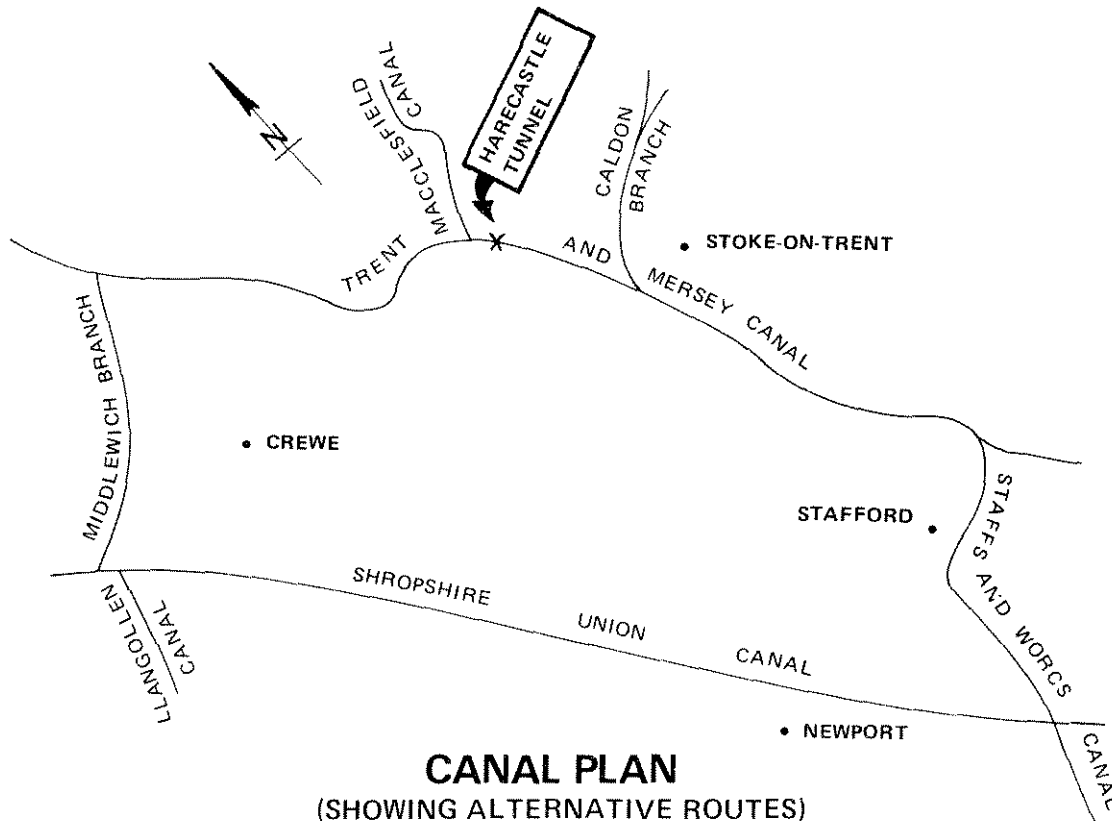 N
MACCLESFIELD
CANAL
HARECASTLE
TUNNEL
CALDON
BRANCH
TRENT AND MERSEY CANAL
STOKE-ON-TRENT
MIDDLEWICH BRANCH
CREWE
STAFFORD
STAFFS AND WORCS CANAL
LLANGOLLEN
CANAL
SHROPSHIRE UNION CANAL
NEWPORT
CANAL PLAN
(SHOWING ALTERNATIVE ROUTES)